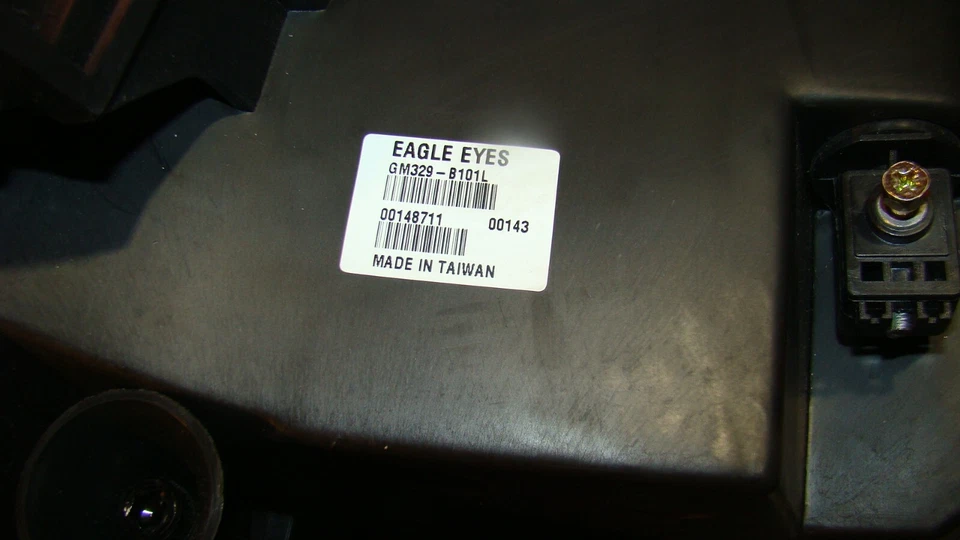 EAGLE EYES
GM329-B101L
00148711 00143
MADE IN TAIWAN